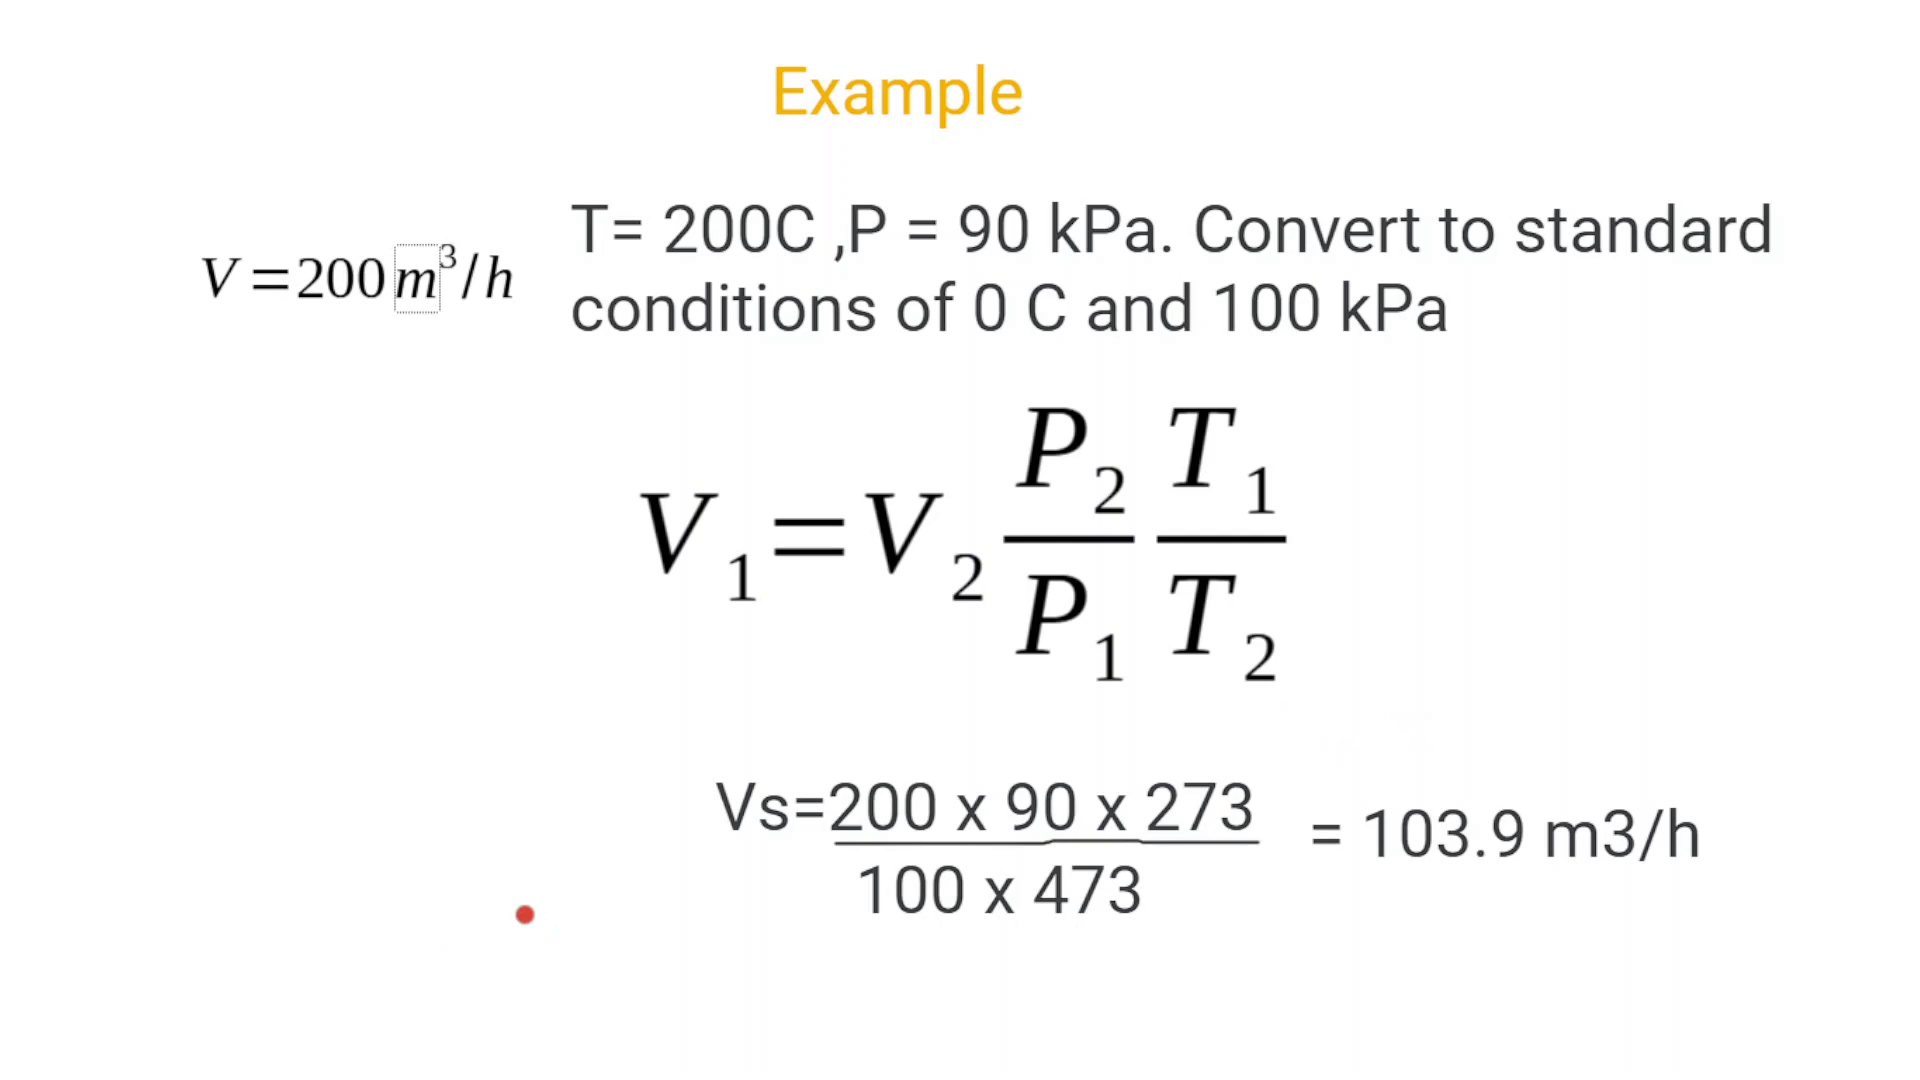 Example
V = 200 m³/h
T= 200C ,P = 90 kPa. Convert to standard
conditions of 0 C and 100 kPa
V₁ = V₂ P₂/P₁ T₁/T₂
Vs=200 x 90 x 273
100 x 473
= 103.9 m3/h